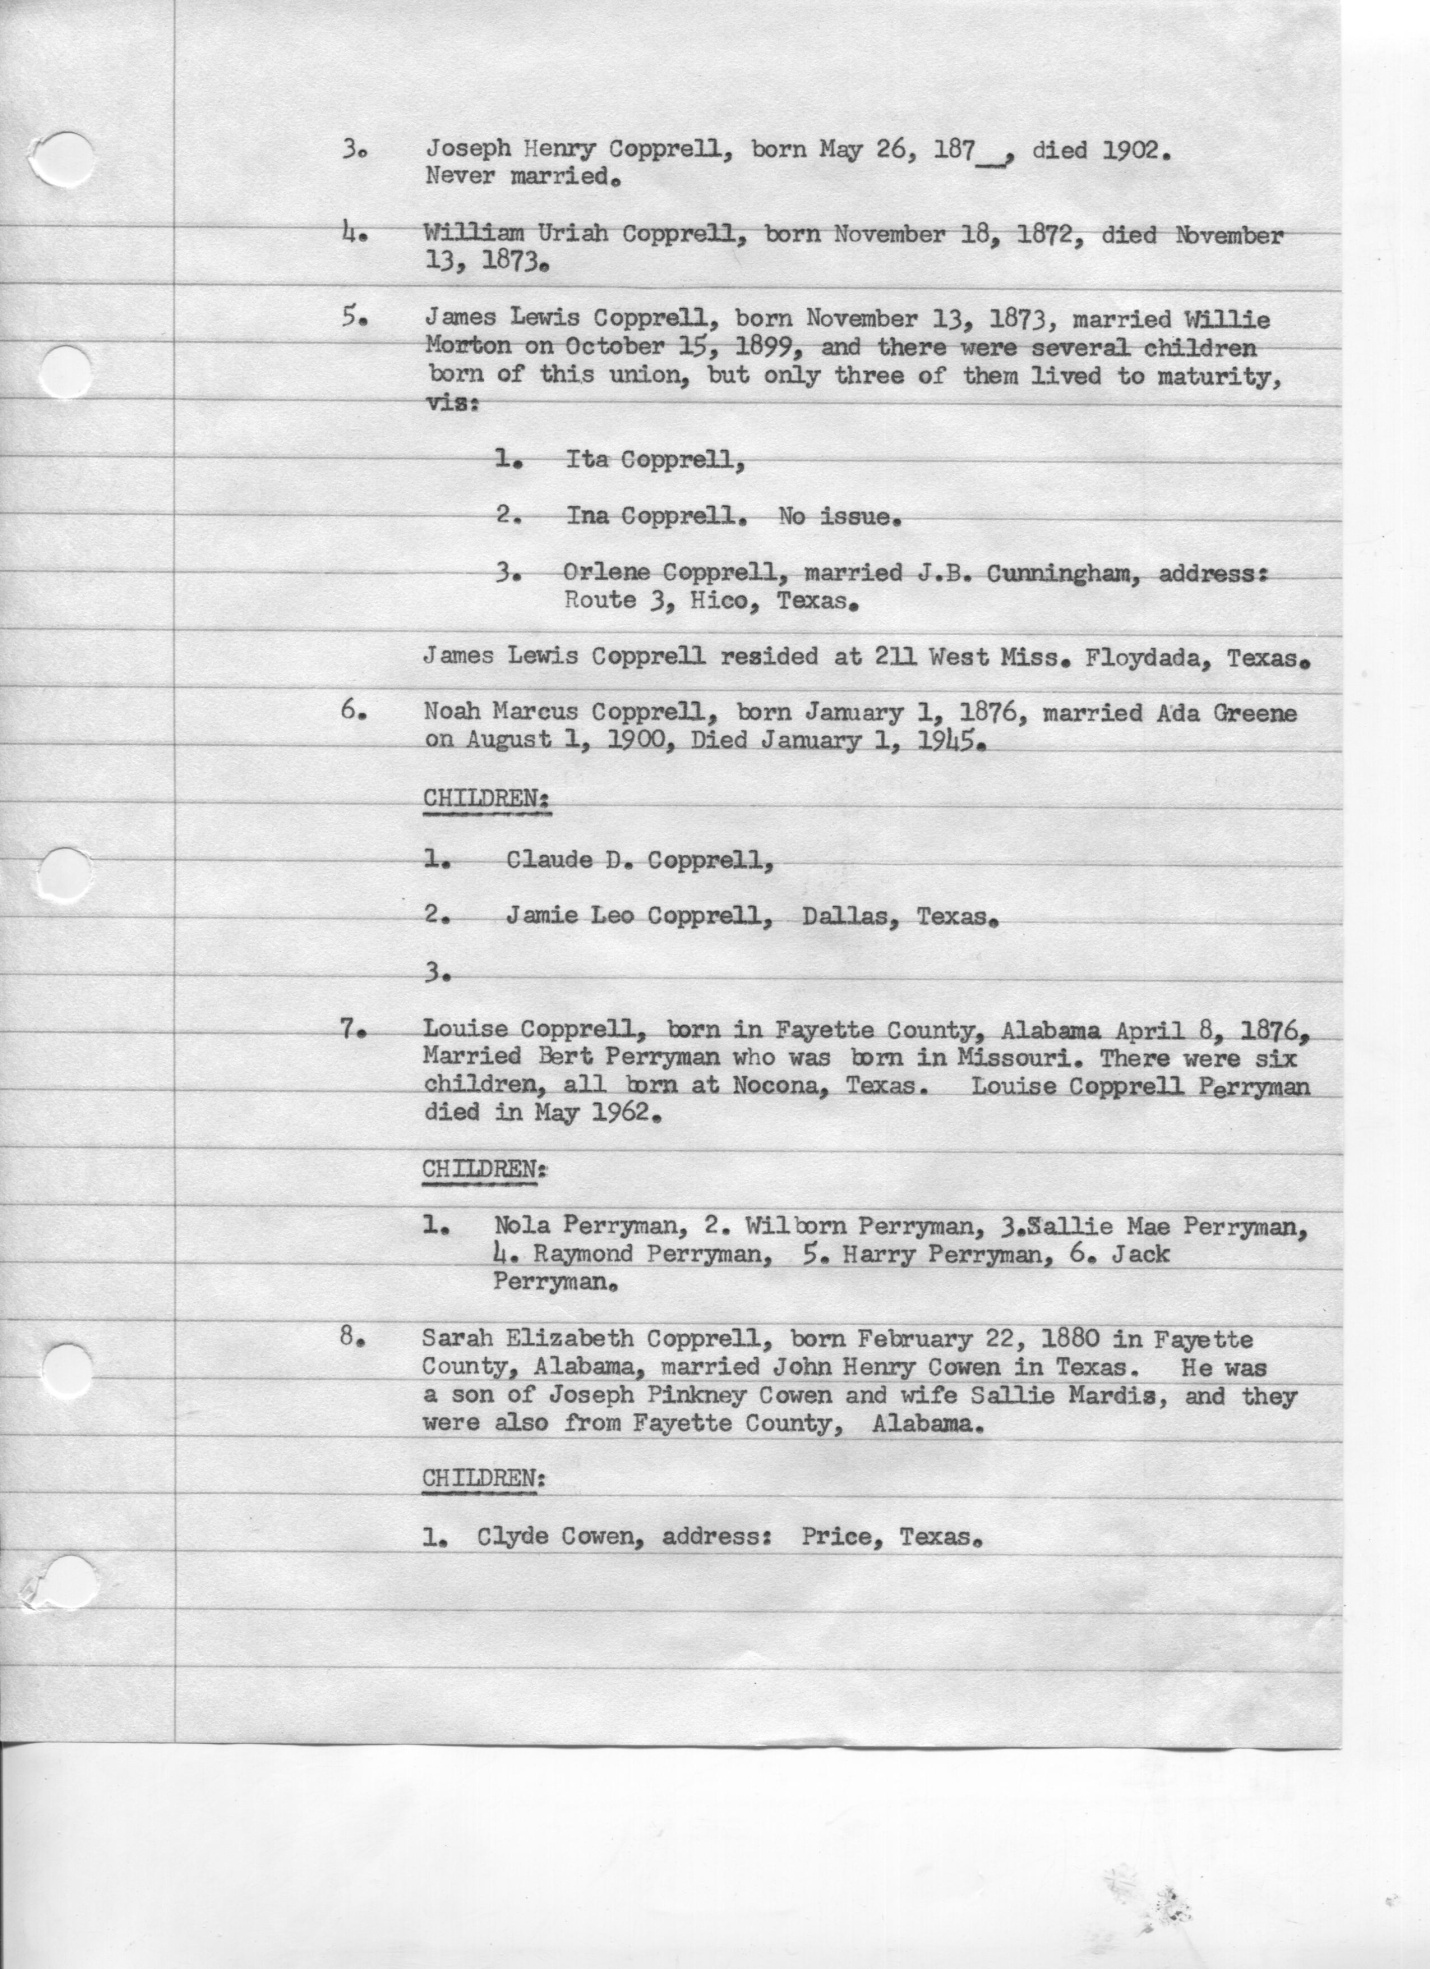 3. Joseph Henry Copprell, born May 26, 187__, died 1902.
Never married.
4. William Uriah Copprell, born November 18, 1872, died November
13, 1873.
5. James Lewis Copprell, born November 13, 1873, married Willie
Morton on October 15, 1899, and there were several children
born of this union, but only three of them lived to maturity,
vis:
1. Ita Copprell,
2. Ina Copprell. No issue.
3. Orlene Copprell, married J.B. Cunningham, address:
Route 3, Hico, Texas.
James Lewis Copprell resided at 211 West Miss. Floydada, Texas.
6. Noah Marcus Copprell, born January 1, 1876, married Ada Greene
on August 1, 1900, Died January 1, 1945.
CHILDREN:
1. Claude D. Copprell,
2. Jamie Leo Copprell, Dallas, Texas.
3.
7. Louise Copprell, born in Fayette County, Alabama April 8, 1876,
Married Bert Perryman who was born in Missouri. There were six
children, all born at Nocona, Texas. Louise Copprell Perryman
died in May 1962.
CHILDREN:
1. Nola Perryman, 2. Wilborn Perryman, 3.Sallie Mae Perryman,
4. Raymond Perryman, 5. Harry Perryman, 6. Jack
Perryman.
8. Sarah Elizabeth Copprell, born February 22, 1880 in Fayette
County, Alabama, married John Henry Cowen in Texas. He was
a son of Joseph Pinkney Cowen and wife Sallie Mardis, and they
were also from Fayette County, Alabama.
CHILDREN:
1. Clyde Cowen, address: Price, Texas.